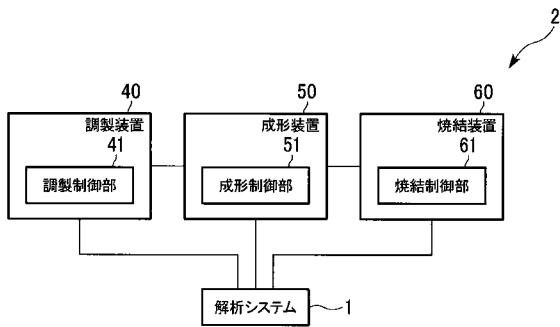 2
40
50
60
調製装置
成形装置
焼結装置
41
51
61
調製制御部
成形制御部
焼結制御部
解析システム
1